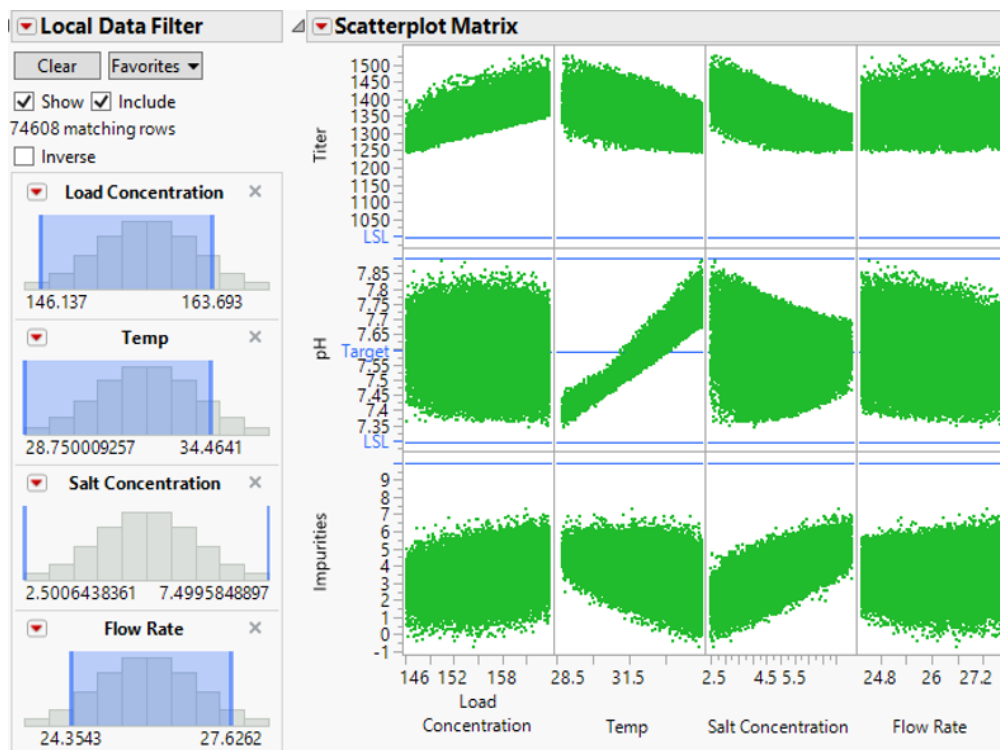 Local Data Filter
Clear
Favorites
Show
Include
74608 matching rows
Inverse
Load Concentration
146.137
163.693
Temp
28.750009257
34.4641
Salt Concentration
2.5006438361
7.4995848897
Flow Rate
24.3543
27.6262
Scatterplot Matrix
Titer
1500
1450
1400
1350
1300
1250
1200
1150
1100
1050
LSL
pH
7.85
7.8
7.75
7.7
7.65
Target
7.55
7.5
7.45
7.4
7.35
LSL
Impurities
9
8
7
6
5
4
3
2
1
0
-1
146 152 158
Load
Concentration
28.5 31.5
Temp
2.5 4.5 5.5
Salt Concentration
24.8 26 27.2
Flow Rate